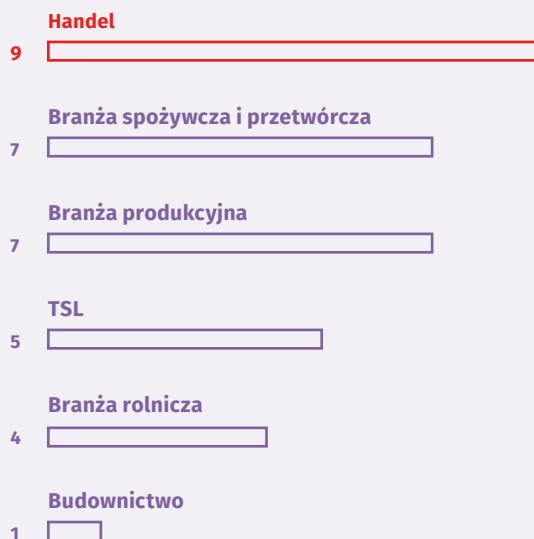 Handel
9
Branża spożywcza i przetwórcza
7
Branża produkcyjna
7
TSL
5
Branża rolnicza
4
Budownictwo
1